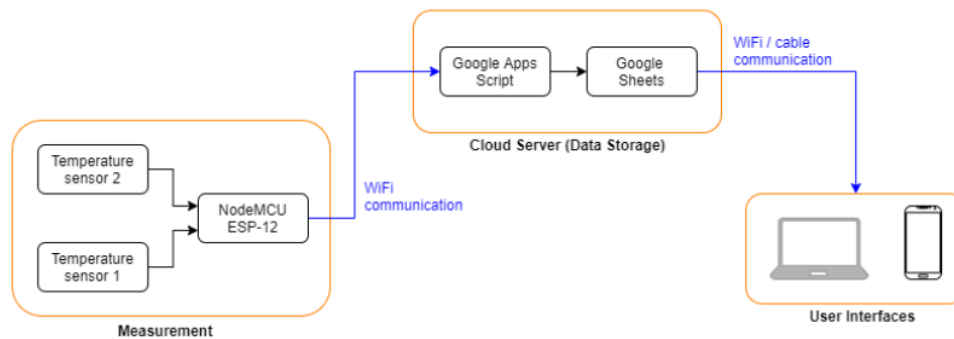 Temperature
sensor 2
Temperature
sensor 1
NodeMCU
ESP-12
Measurement
WiFi
communication
Google Apps
Script
Google
Sheets
Cloud Server (Data Storage)
WiFi / cable
communication
User Interfaces